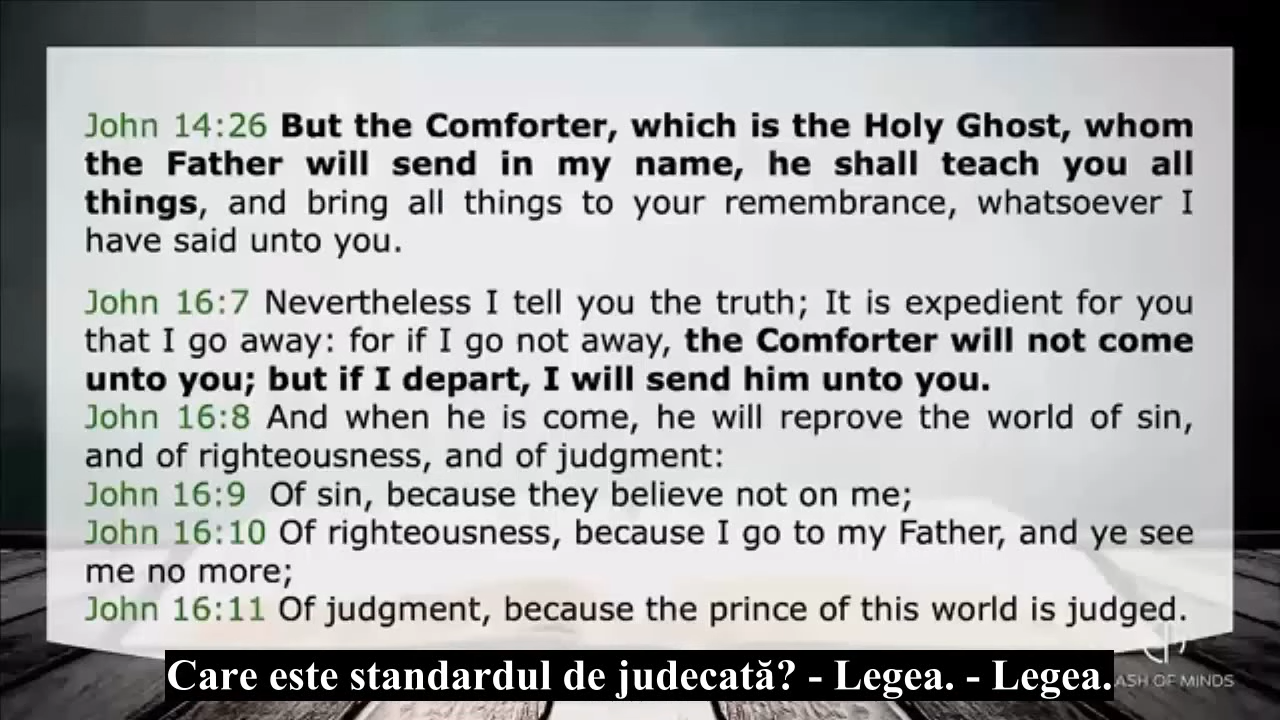 John 14:26 But the Comforter, which is the Holy Ghost, whom
the Father will send in my name, he shall teach you all
things, and bring all things to your remembrance, whatsoever I
have said unto you.
John 16:7 Nevertheless I tell you the truth; It is expedient for you
that I go away: for if I go not away, the Comforter will not come
unto you; but if I depart, I will send him unto you.
John 16:8 And when he is come, he will reprove the world of sin,
and of righteousness, and of judgment:
John 16:9 Of sin, because they believe not on me;
John 16:10 Of righteousness, because I go to my Father, and ye see
me no more;
John 16:11 Of judgment, because the prince of this world is judged.
Care este standardul de judecată? - Legea. - Legea.
ASH OF MINDS